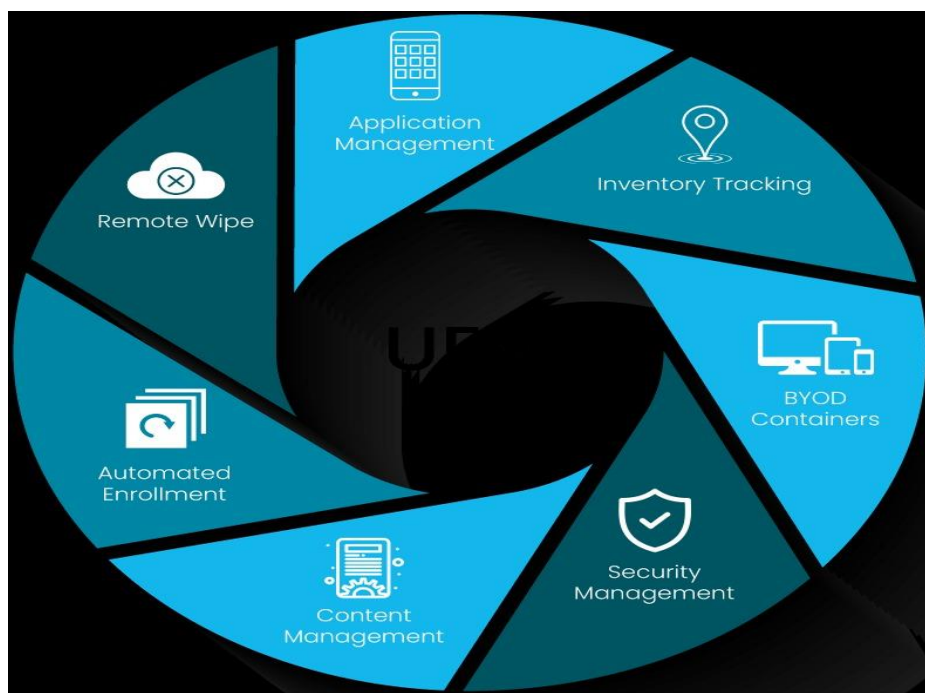 Application
Management
Inventory Tracking
Remote Wipe
BYOD
Containers
Automated
Enrollment
Security
Management
Content
Management